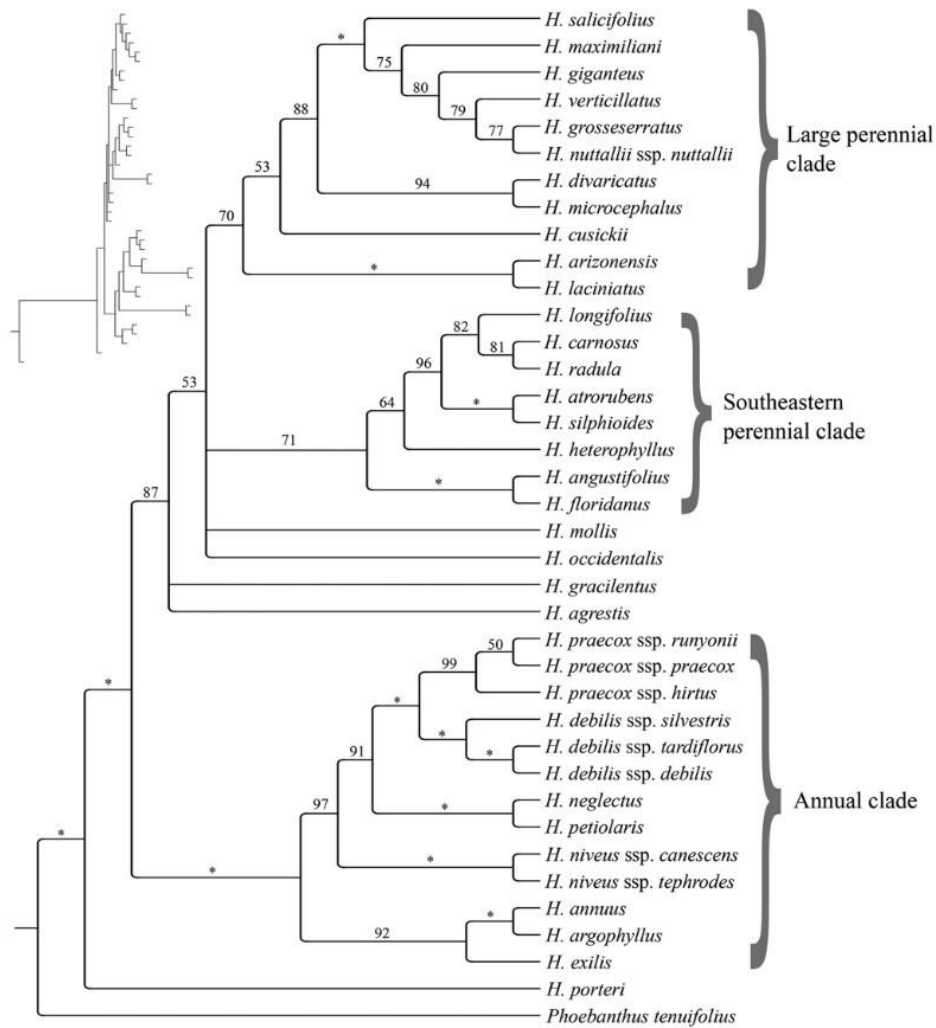 H. salicifolius
*
H. maximiliani
75
H. giganteus
80
H. verticillatus
79
H. grosseserratus
77
H. nuttallii ssp. nuttallii
88
H. divaricatus
94
H. microcephalus
53
H. cusickii
70
H. arizonensis
*
H. laciniatus
Large perennial
clade
H. longifolius
82
H. carnosus
81
H. radula
96
H. atrorubens
*
H. silphioides
64
H. heterophyllus
53
71
H. angustifolius
*
H. floridanus
Southeastern
perennial clade
H. mollis
87
H. occidentalis
H. gracilentus
H. agrestis
H. praecox ssp. runyonii
50
H. praecox ssp. praecox
99
H. praecox ssp. hirtus
*
*
H. debilis ssp. silvestris
*
H. debilis ssp. tardiflorus
*
H. debilis ssp. debilis
91
H. neglectus
*
H. petiolaris
97
H. niveus ssp. canescens
*
H. niveus ssp. tephrodes
*
*
H. annuus
*
H. argophyllus
92
H. exilis
Annual clade
H. porteri
Phoebanthus tenuifolius